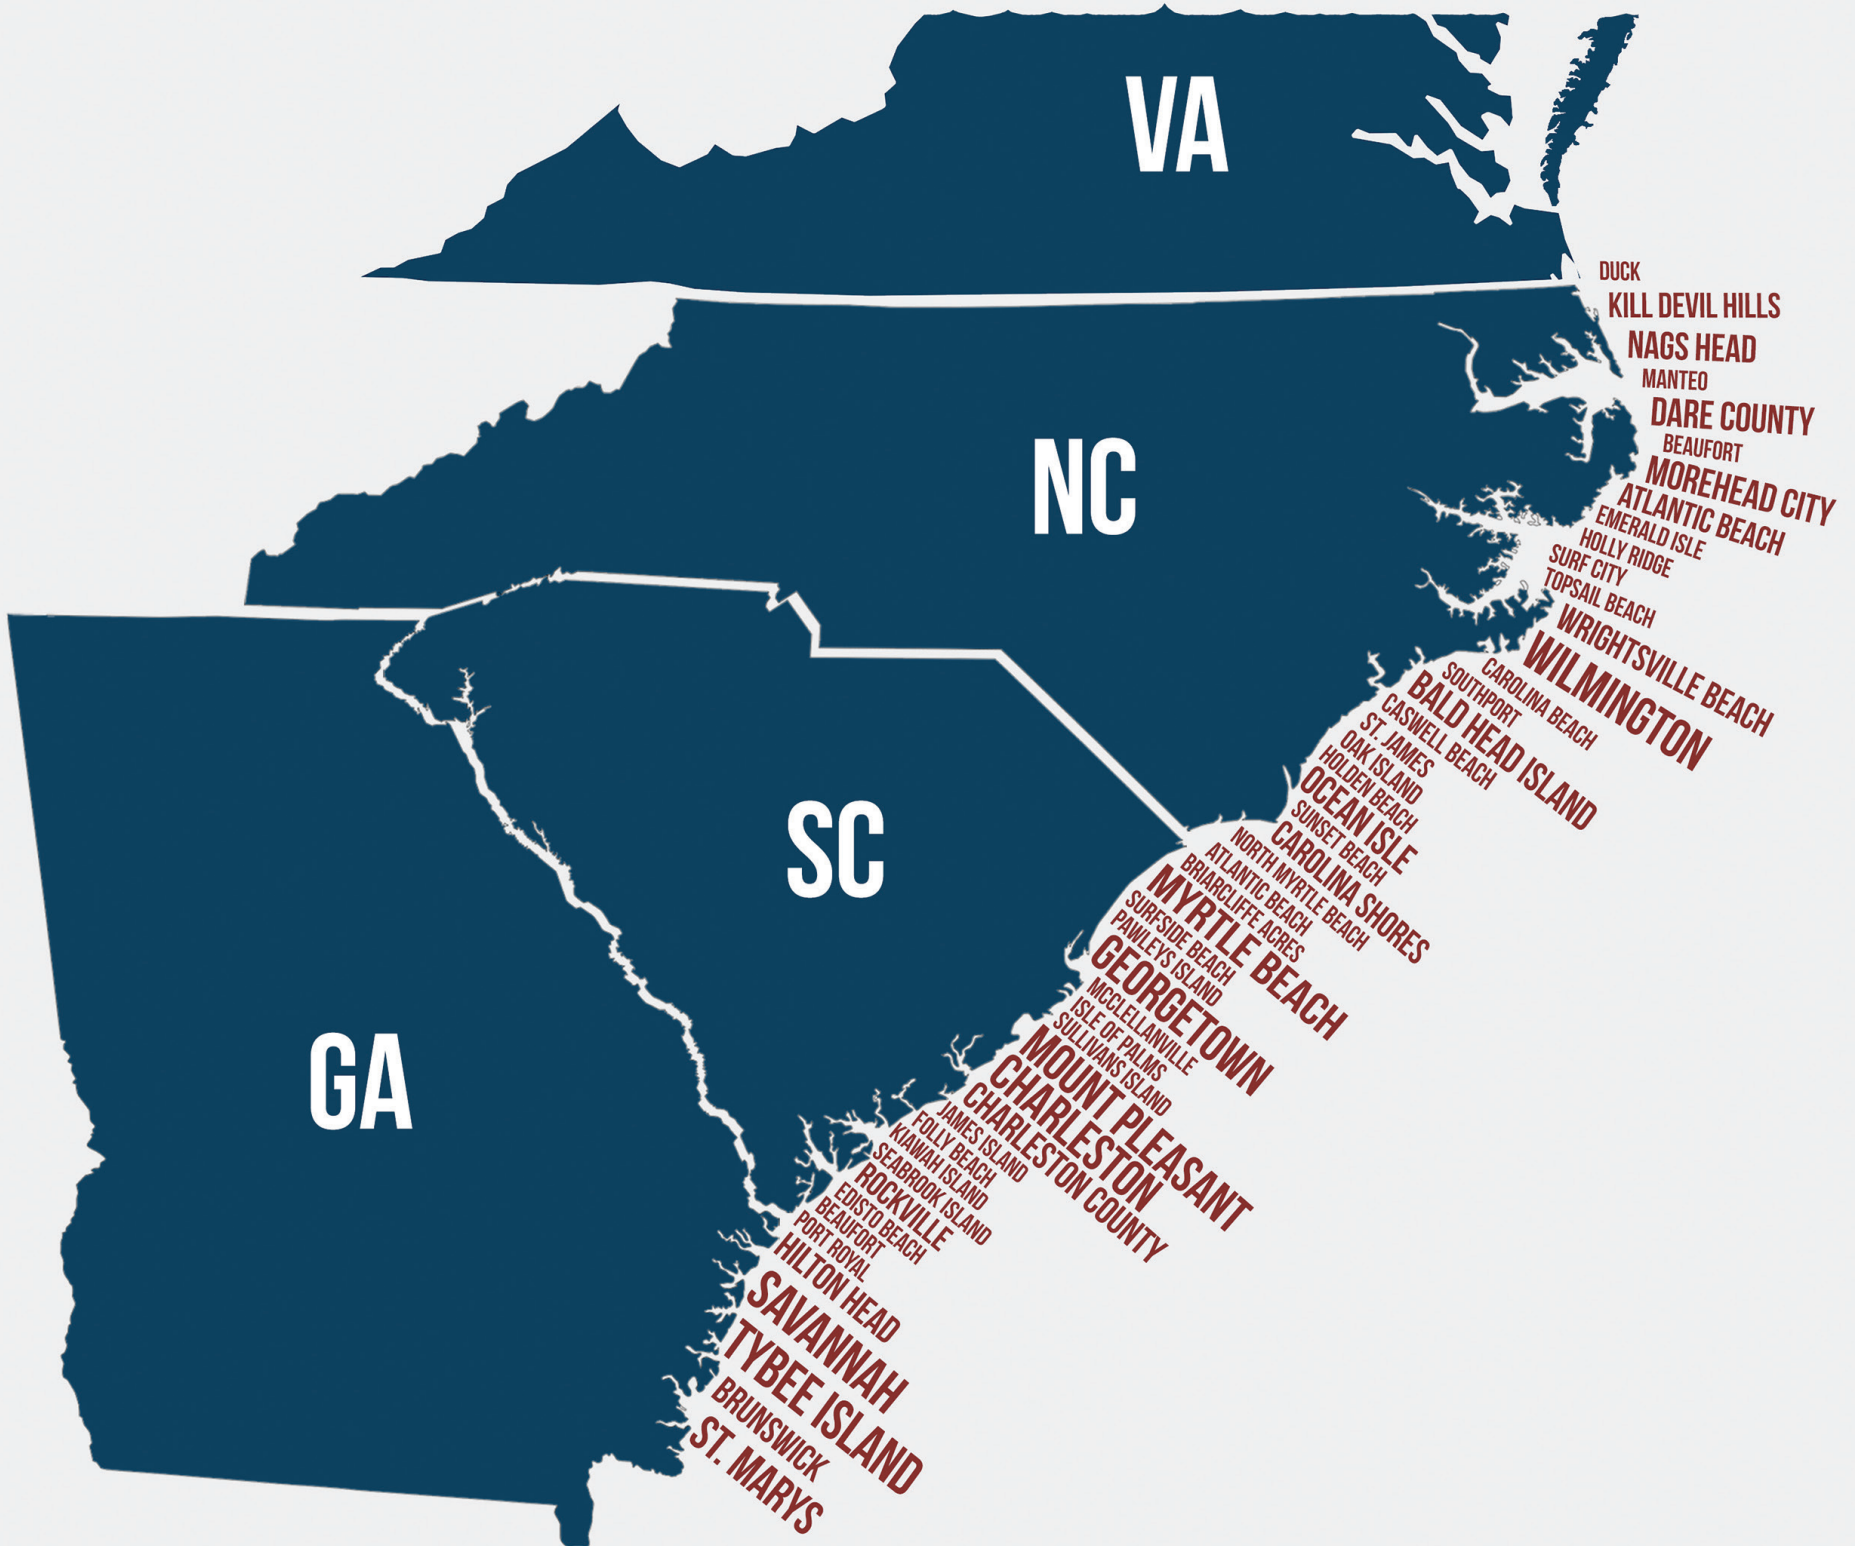 VA
DUCK
KILL DEVIL HILLS
NAGS HEAD
MANTEO
DARE COUNTY
BEAUFORT
MOREHEAD CITY
ATLANTIC BEACH
EMERALD ISLE
HOLLY RIDGE
SURF CITY
TOPSAIL BEACH
WRIGHTSVILLE BEACH
WILMINGTON
CAROLINA BEACH
SOUTHPORT
BALD HEAD ISLAND
CASWELL BEACH
ST. JAMES
OAK ISLAND
HOLDEN BEACH
OCEAN ISLE
SUNSET BEACH
CAROLINA SHORES
NORTH MYRTLE BEACH
ATLANTIC BEACH
BRIARCLIFFE ACRES
MYRTLE BEACH
SURFSIDE BEACH
PAWLEYS ISLAND
GEORGETOWN
MCCLELLANVILLE
ISLE OF PALMS
SULLIVANS ISLAND
MOUNT PLEASANT
CHARLESTON
CHARLESTON COUNTY
JAMES ISLAND
FOLLY BEACH
KIAWAH ISLAND
SEABROOK ISLAND
ROCKVILLE
EDISTO BEACH
BEAUFORT
PORT ROYAL
HILTON HEAD
SAVANNAH
TYBEE ISLAND
BRUNSWICK
ST. MARYS
NC
SC
GA